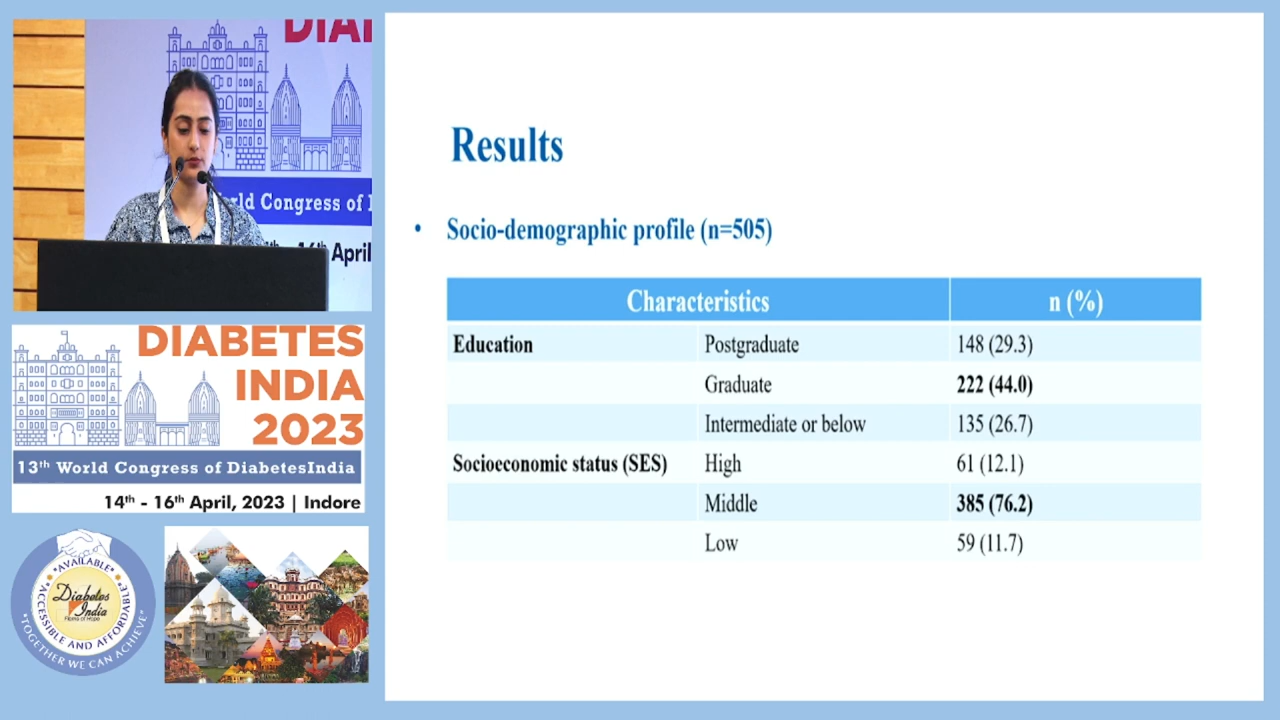 DIA
rld Congress of
16th April
DIABETES
INDIA
2023
13th World Congress of DiabetesIndia
14th - 16th April, 2023 | Indore
"AVAILABLE"
"ACCESSIBLE AND AFFORDABLE"
"TOGETHER WE CAN ACHIEVE"
Diabetes
India
Results
• Socio-demographic profile (n=505)
Characteristics n (%)
Education Postgraduate 148 (29.3)
Graduate 222 (44.0)
Intermediate or below 135 (26.7)
Socioeconomic status (SES) High 61 (12.1)
Middle 385 (76.2)
Low 59 (11.7)